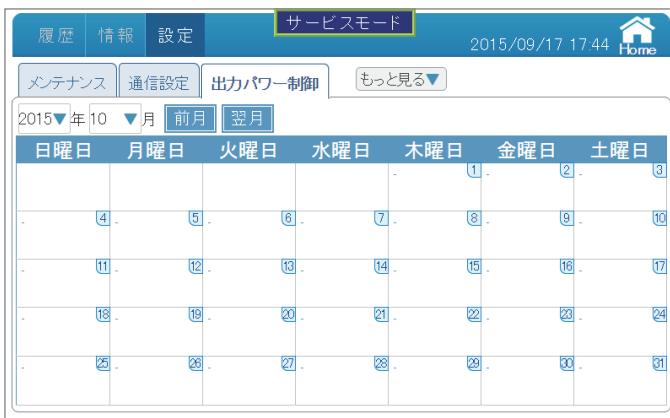 サービスモード
履歴 情報 設定
2015/09/17 17:44 Home
メンテナンス 通信設定 出力パワー制御 もっと見る▼
2015▼年 10 ▼月 前月 翌月
日曜日 月曜日 火曜日 水曜日 木曜日 金曜日 土曜日
- 1 - 2 - 3
- 4 - 5 - 6 - 7 - 8 - 9 - 10
- 11 - 12 - 13 - 14 - 15 - 16 - 17
- 18 - 19 - 20 - 21 - 22 - 23 - 24
- 25 - 26 - 27 - 28 - 29 - 30 - 31